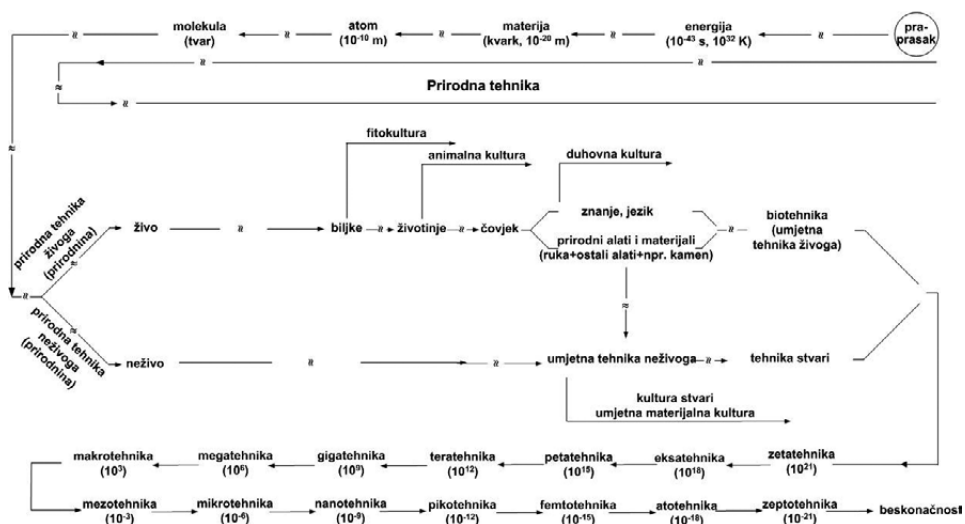 molekula
(tvar)
atom
(10⁻¹⁰ m)
materija
(kvark, 10⁻²⁰ m)
energija
(10⁻⁴³ s, 10³² K)
pra-
prasak
Prirodna tehnika
fitokultura
animalna kultura
duhovna kultura
prirodna tehnika
živoga
(prirodnina)
živo
biljke
životinje
čovjek
znanje, jezik
prirodni alati i materijali
(ruka+ostali alati+npr. kamen)
biotehnika
(umjetna
tehnika živoga)
prirodna tehnika
neživoga
(prirodnina)
neživo
umjetna tehnika neživoga
tehnika stvari
kultura stvari
umjetna materijalna kultura
makrotehnika
(10³)
megatehnika
(10⁶)
gigatehnika
(10⁹)
teratehnika
(10¹²)
petatehnika
(10¹⁵)
eksatehnika
(10¹⁸)
zetatehnika
(10²¹)
mezotehnika
(10⁻³)
mikrotehnika
(10⁻⁶)
nanotehnika
(10⁻⁹)
pikotehnika
(10⁻¹²)
femtotehnika
(10⁻¹⁵)
atotehnika
(10⁻¹⁸)
zeptotehnika
(10⁻²¹)
beskonačnost